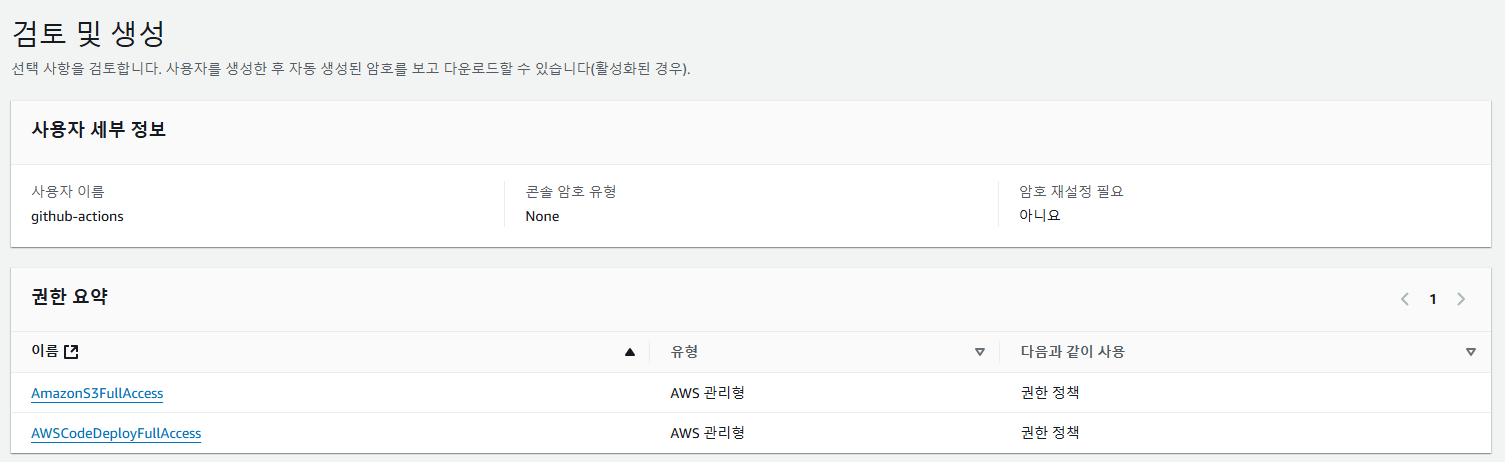 검토 및 생성
선택 사항을 검토합니다. 사용자를 생성한 후 자동 생성된 암호를 보고 다운로드할 수 있습니다(활성화된 경우).
사용자 세부 정보
사용자 이름 콘솔 암호 유형 암호 재설정 필요
github-actions None 아니요
권한 요약 1
이름 유형 다음과 같이 사용
AmazonS3FullAccess AWS 관리형 권한 정책
AWSCodeDeployFullAccess AWS 관리형 권한 정책